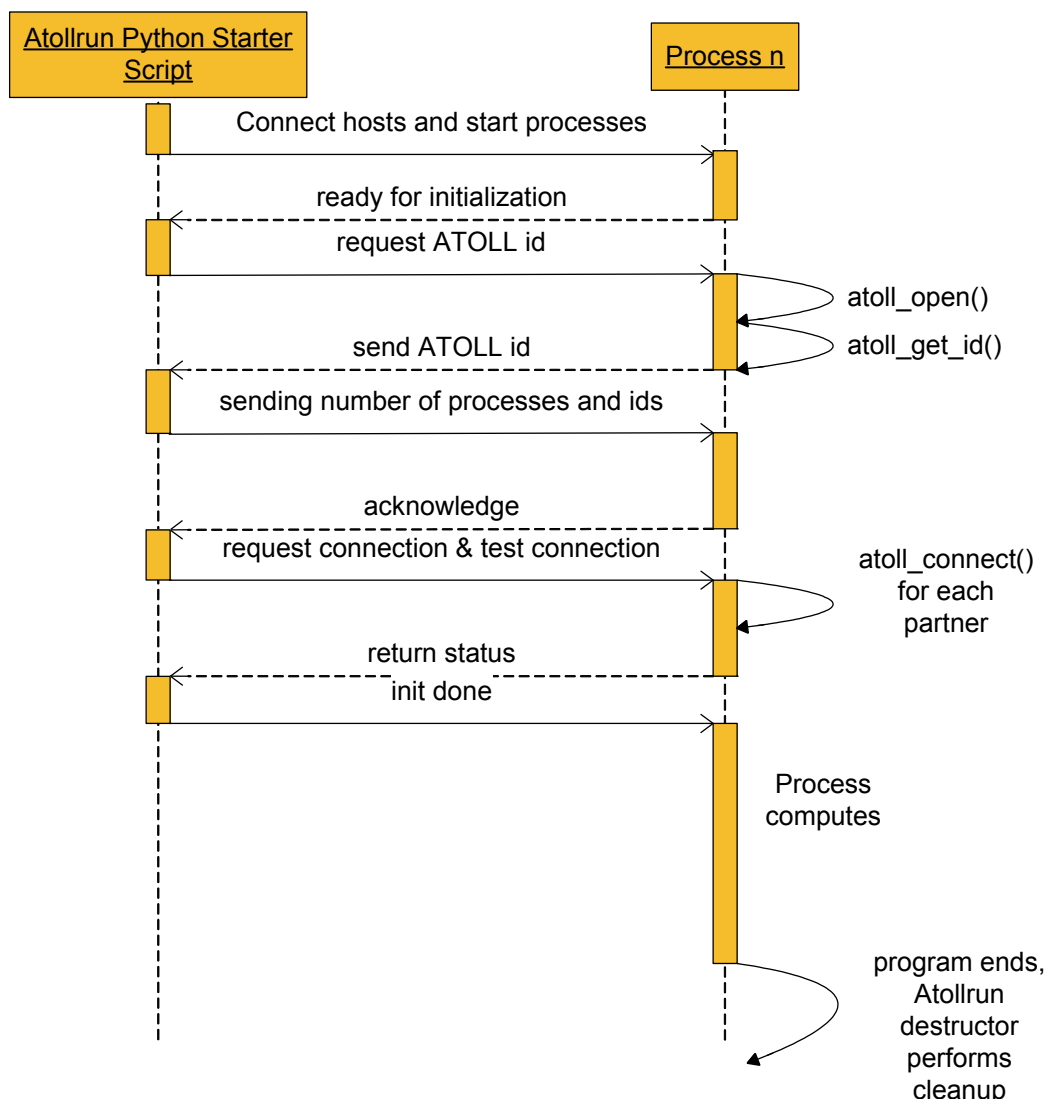 Atollrun Python Starter
Script
Process n
Connect hosts and start processes
ready for initialization
request ATOLL id
atoll_open()
send ATOLL id
atoll_get_id()
sending number of processes and ids
acknowledge
request connection & test connection
atoll_connect()
for each
partner
return status
init done
Process
computes
program ends,
Atollrun
destructor
performs
cleanup